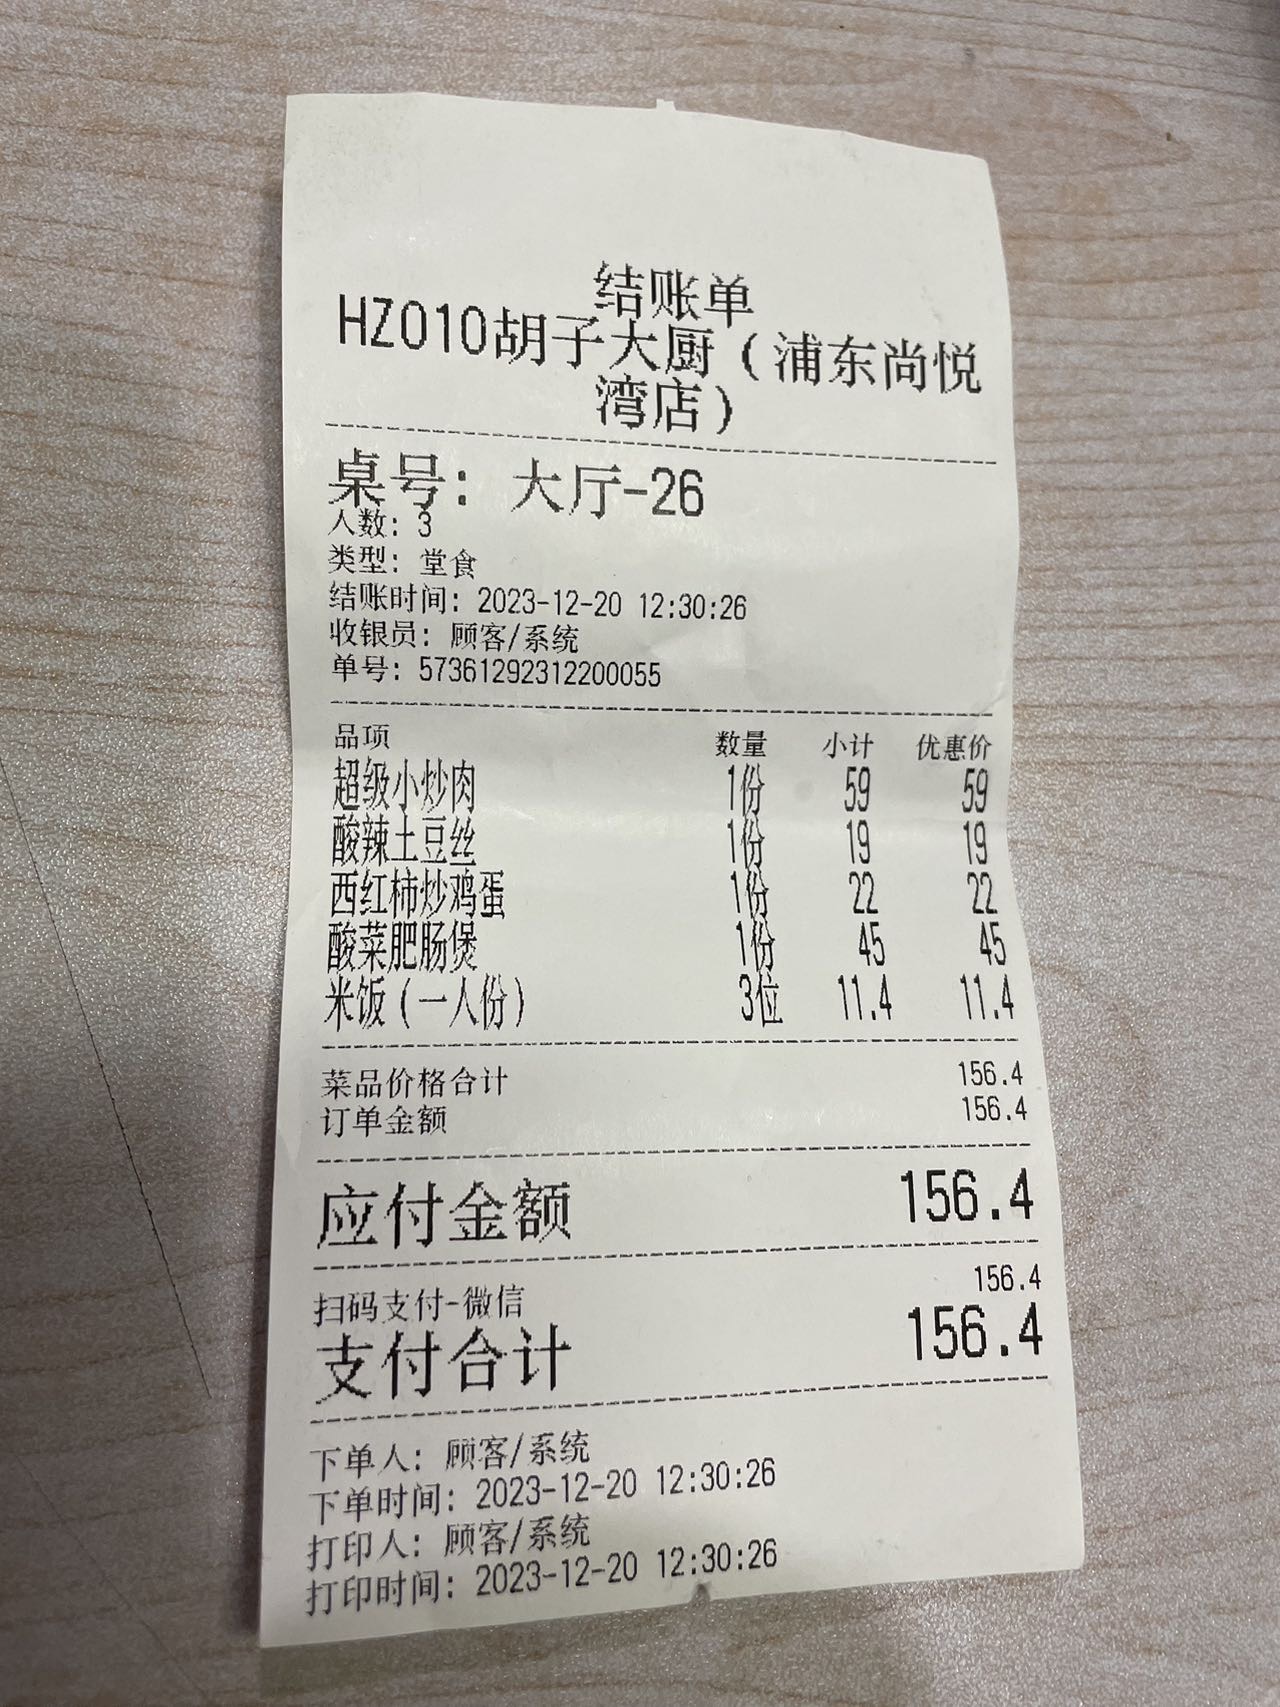 结账单
HZ010胡子大厨（浦东尚悦
湾店）
桌号：大厅-26
人数：3
类型：堂食
结账时间：2023-12-20 12:30:26
收银员：顾客/系统
单号：573612923122000​55
品项 数量 小计 优惠价
超级小炒肉 1份 59 59
酸辣土豆丝 1份 19 19
西红柿炒鸡蛋 1份 22 22
酸菜肥肠煲 1份 45 45
米饭（一人份） 3位 11.4 11.4
菜品价格合计 156.4
订单金额 156.4
应付金额 156.4
扫码支付-微信 156.4
支付合计 156.4
下单人：顾客/系统
下单时间：2023-12-20 12:30:26
打印人：顾客/系统
打印时间：2023-12-20 12:30:26